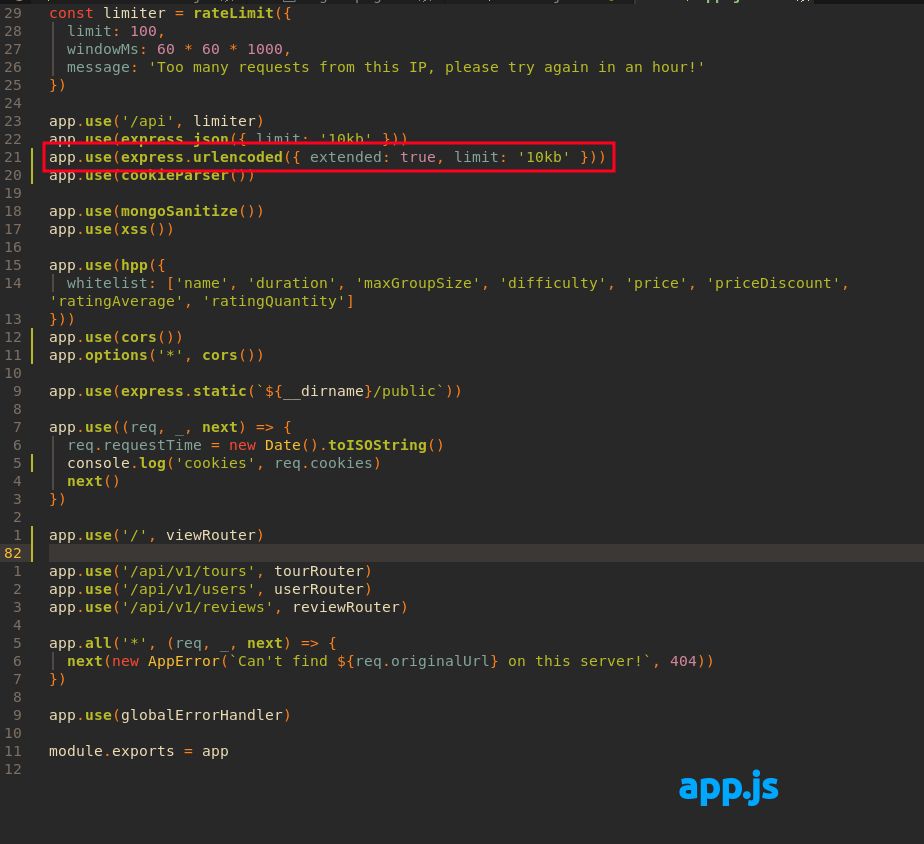 29 const limiter = rateLimit({
28 limit: 100,
27 windowMs: 60 * 60 * 1000,
26 message: 'Too many requests from this IP, please try again in an hour!'
25 })
24
23 app.use('/api', limiter)
22 app.use(express.json({ limit: '10kb' }))
21 app.use(express.urlencoded({ extended: true, limit: '10kb' }))
20 app.use(cookieParser())
19
18 app.use(mongoSanitize())
17 app.use(xss())
16
15 app.use(hpp({
14 whitelist: ['name', 'duration', 'maxGroupSize', 'difficulty', 'price', 'priceDiscount',
'ratingAverage', 'ratingQuantity']
13 }))
12 app.use(cors())
11 app.options('*', cors())
10
9 app.use(express.static(`${__dirname}/public`))
8
7 app.use((req, _, next) => {
6 req.requestTime = new Date().toISOString()
5 console.log('cookies', req.cookies)
4 next()
3 })
2
1 app.use('/', viewRouter)
82
1 app.use('/api/v1/tours', tourRouter)
2 app.use('/api/v1/users', userRouter)
3 app.use('/api/v1/reviews', reviewRouter)
4
5 app.all('*', (req, _, next) => {
6 next(new AppError(`Can't find ${req.originalUrl} on this server!`, 404))
7 })
8
9 app.use(globalErrorHandler)
10
11 module.exports = app
12
app.js